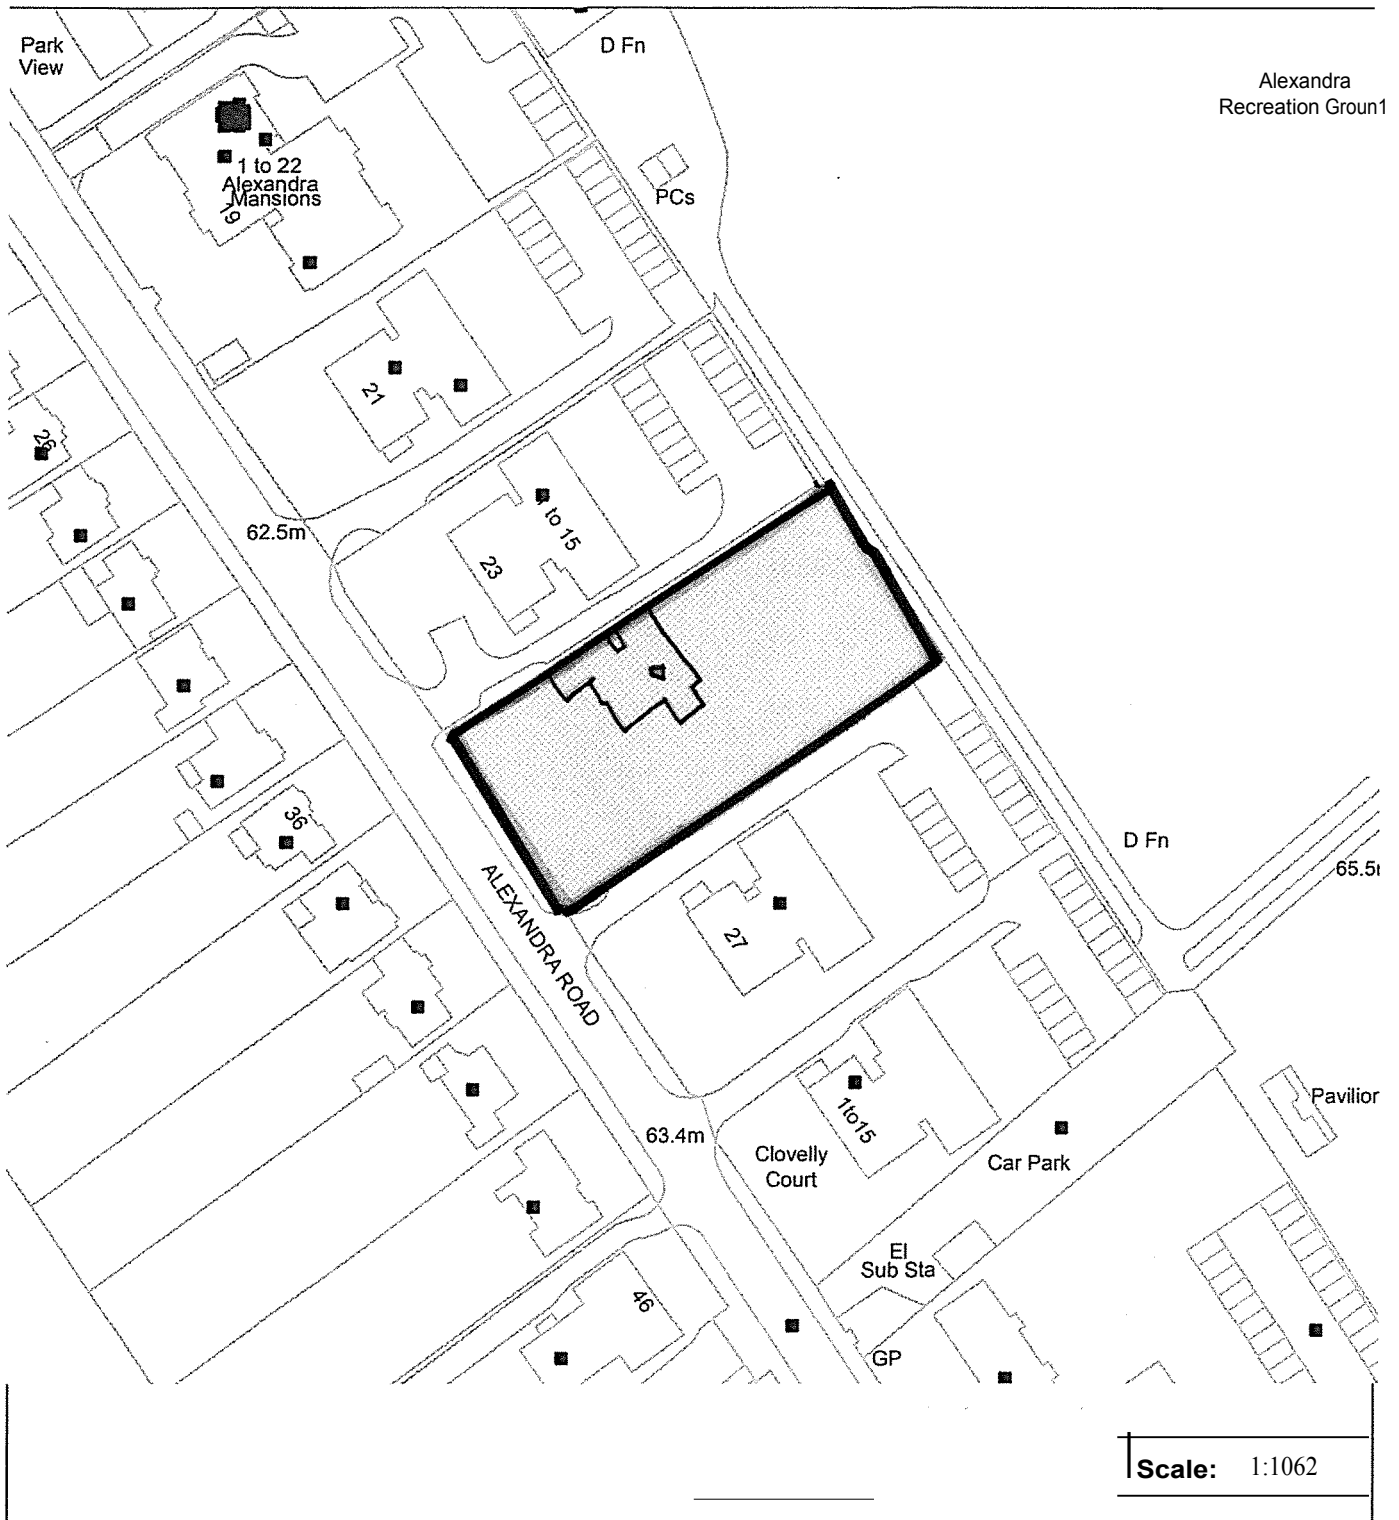 Park
View
D Fn
Alexandra
Recreation Groun1
1 to 22
Alexandra
Mansions
19
PCs
21
26
62.5m
to 15
23
36
ALEXANDRA ROAD
D Fn
65.5
27
63.4m
1to15
Clovelly
Court
Car Park
Pavilior
El
Sub Sta
46
GP
Scale: 1:1062